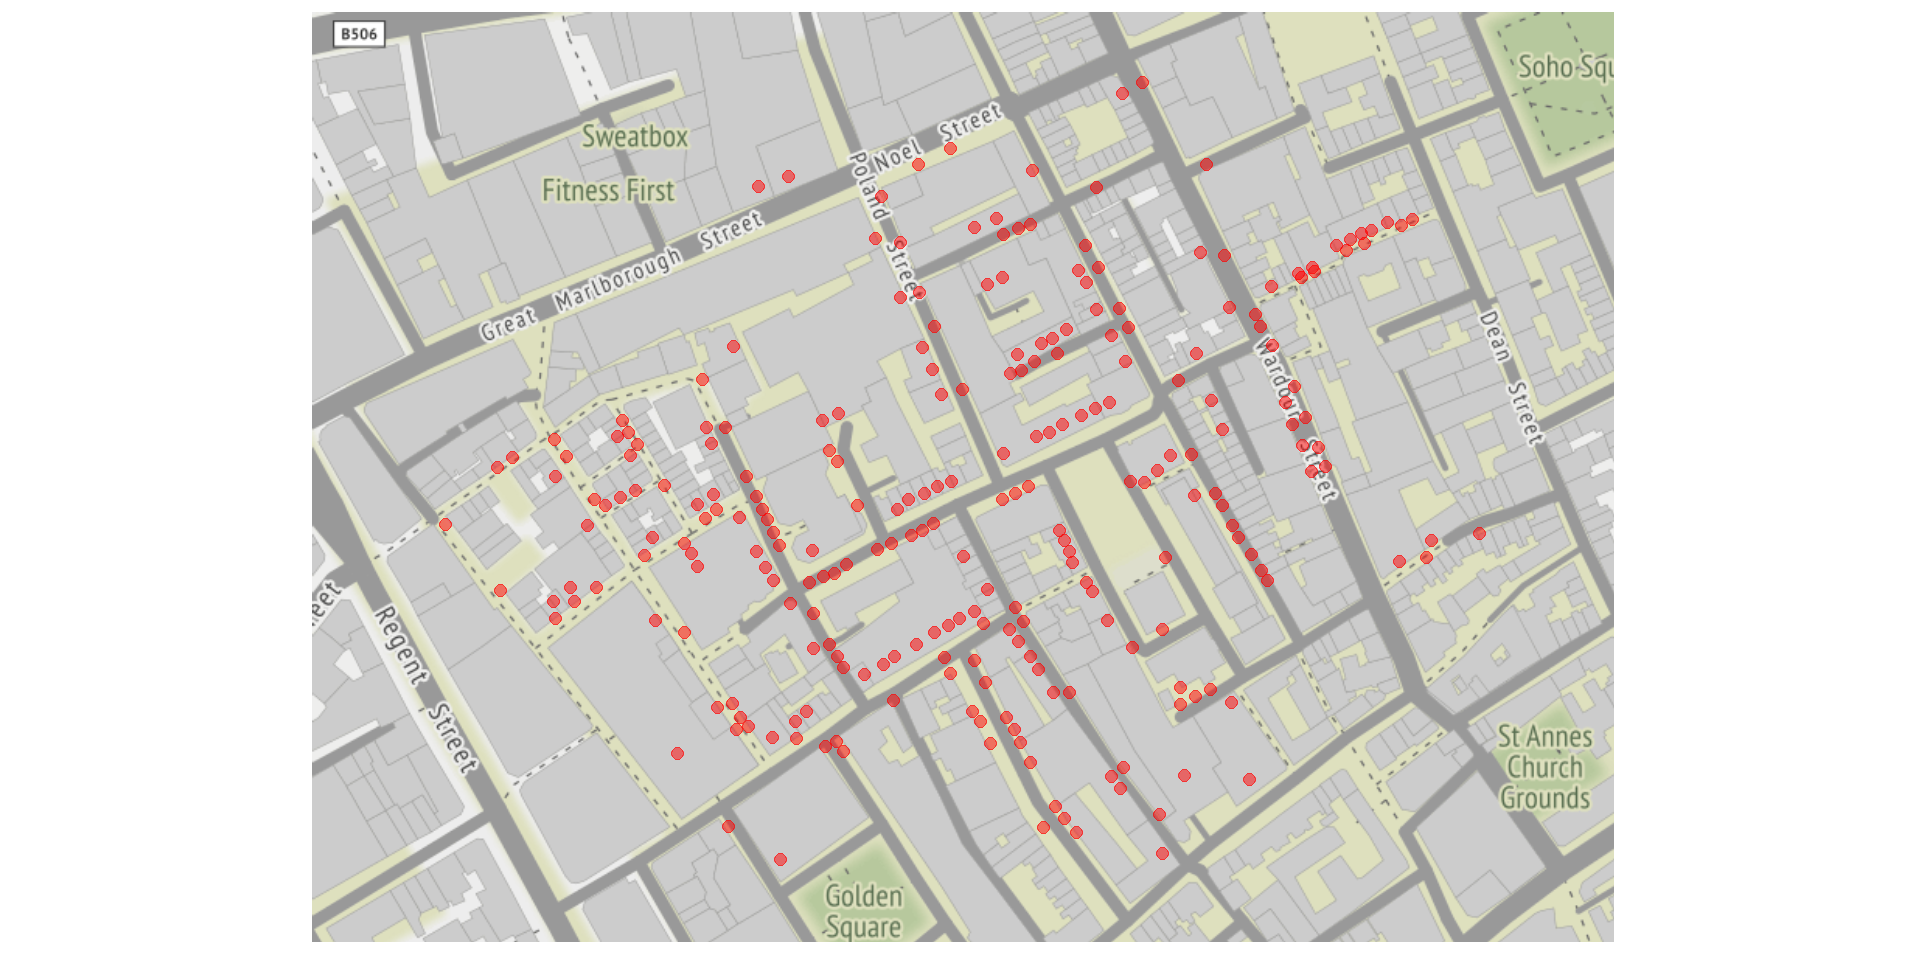 B506
Soho Squ
Sweatbox
Noel Street
Fitness First
Poland Street
Great Marlborough Street
Dean Street
Wardour Street
reet
Regent Street
St Annes
Church
Grounds
Golden
Square